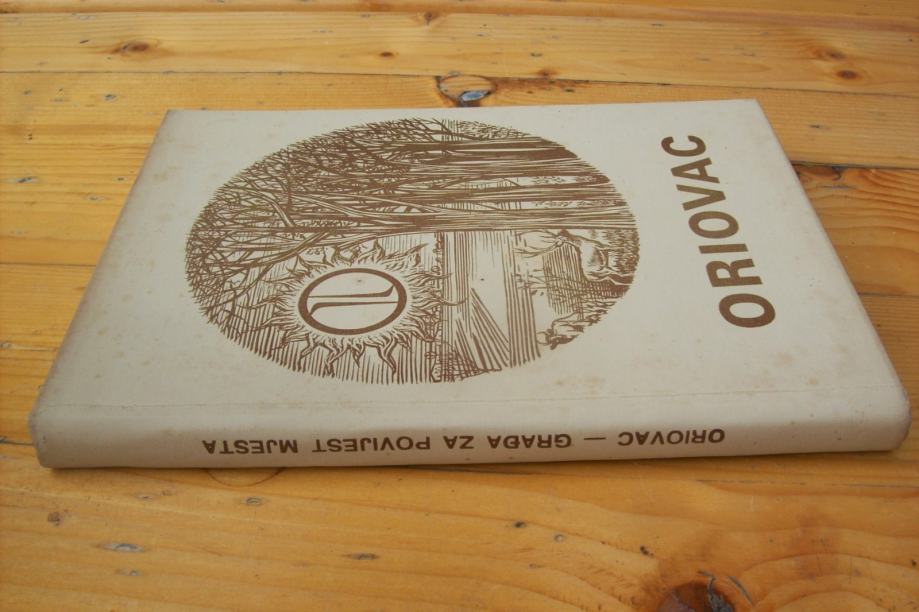 ORIOVAC
ORIOVAC — GRAĐA ZA POVIJEST MJESTA